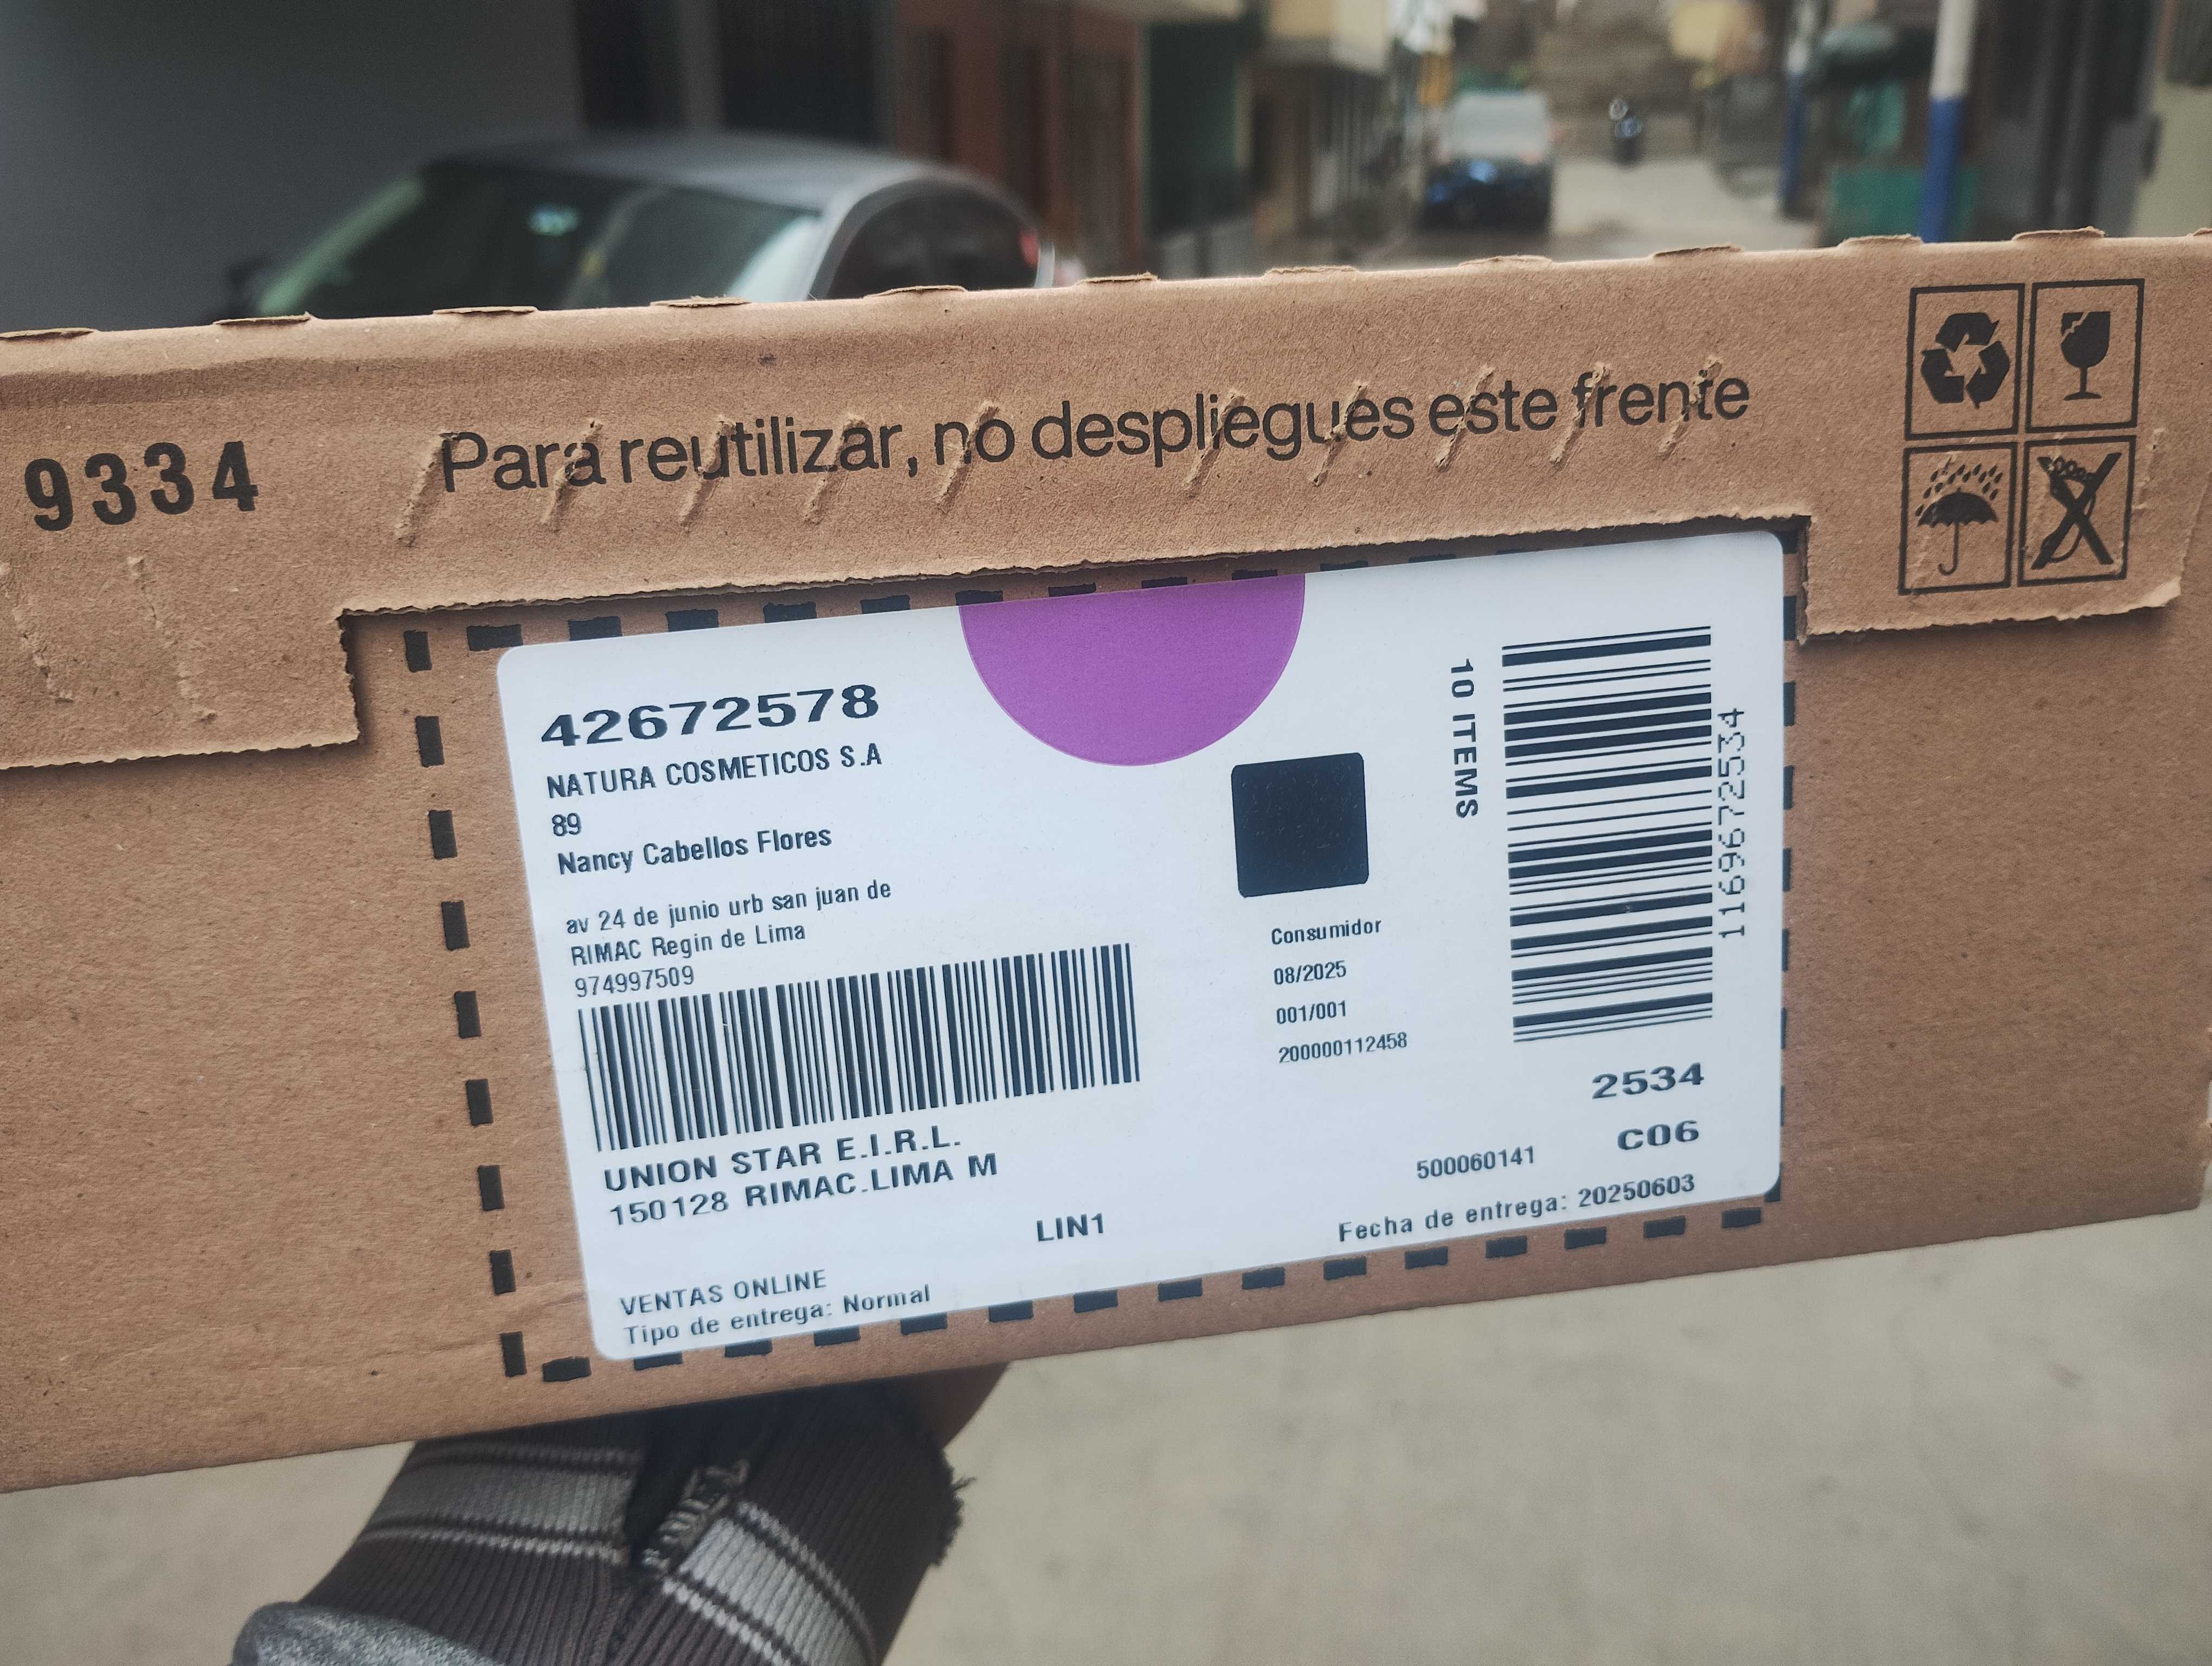 9334
Para reutilizar, no despliegues este frente
42672578
NATURA COSMETICOS S.A
89
Nancy Cabellos Flores
av 24 de junio urb san juan de
RIMAC Regin de Lima
974997509
UNION STAR E.I.R.L.
150128 RIMAC.LIMA M
LIN1
VENTAS ONLINE
Tipo de entrega: Normal
Consumidor
08/2025
001/001
200000112458
10 ITEMS
1169672534
2534
C06
500060141
Fecha de entrega: 20250603